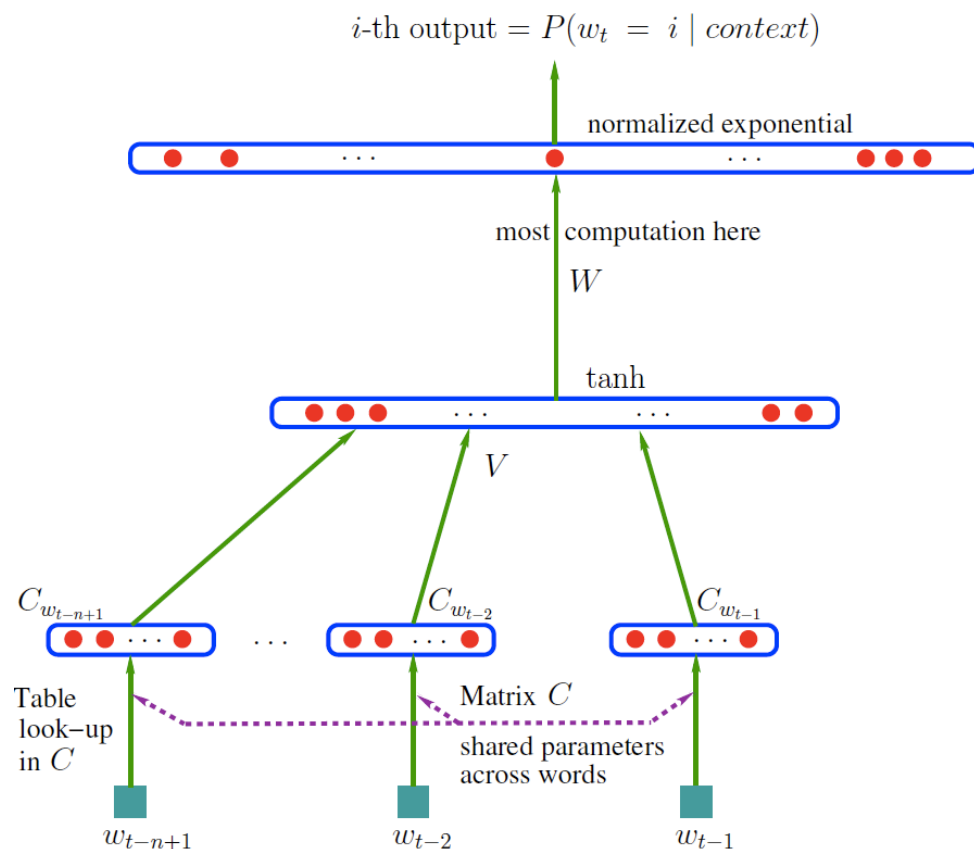 i-th output = P(w_t = i | context)
normalized exponential
. . . . . .
most computation here
W
tanh
. . . . . .
V
C_{w_{t−n+1}} C_{w_{t−2}} C_{w_{t−1}}
. . . . . . . . . . . .
Table
look−up
in C
Matrix C
shared parameters
across words
w_{t−n+1} w_{t−2} w_{t−1}